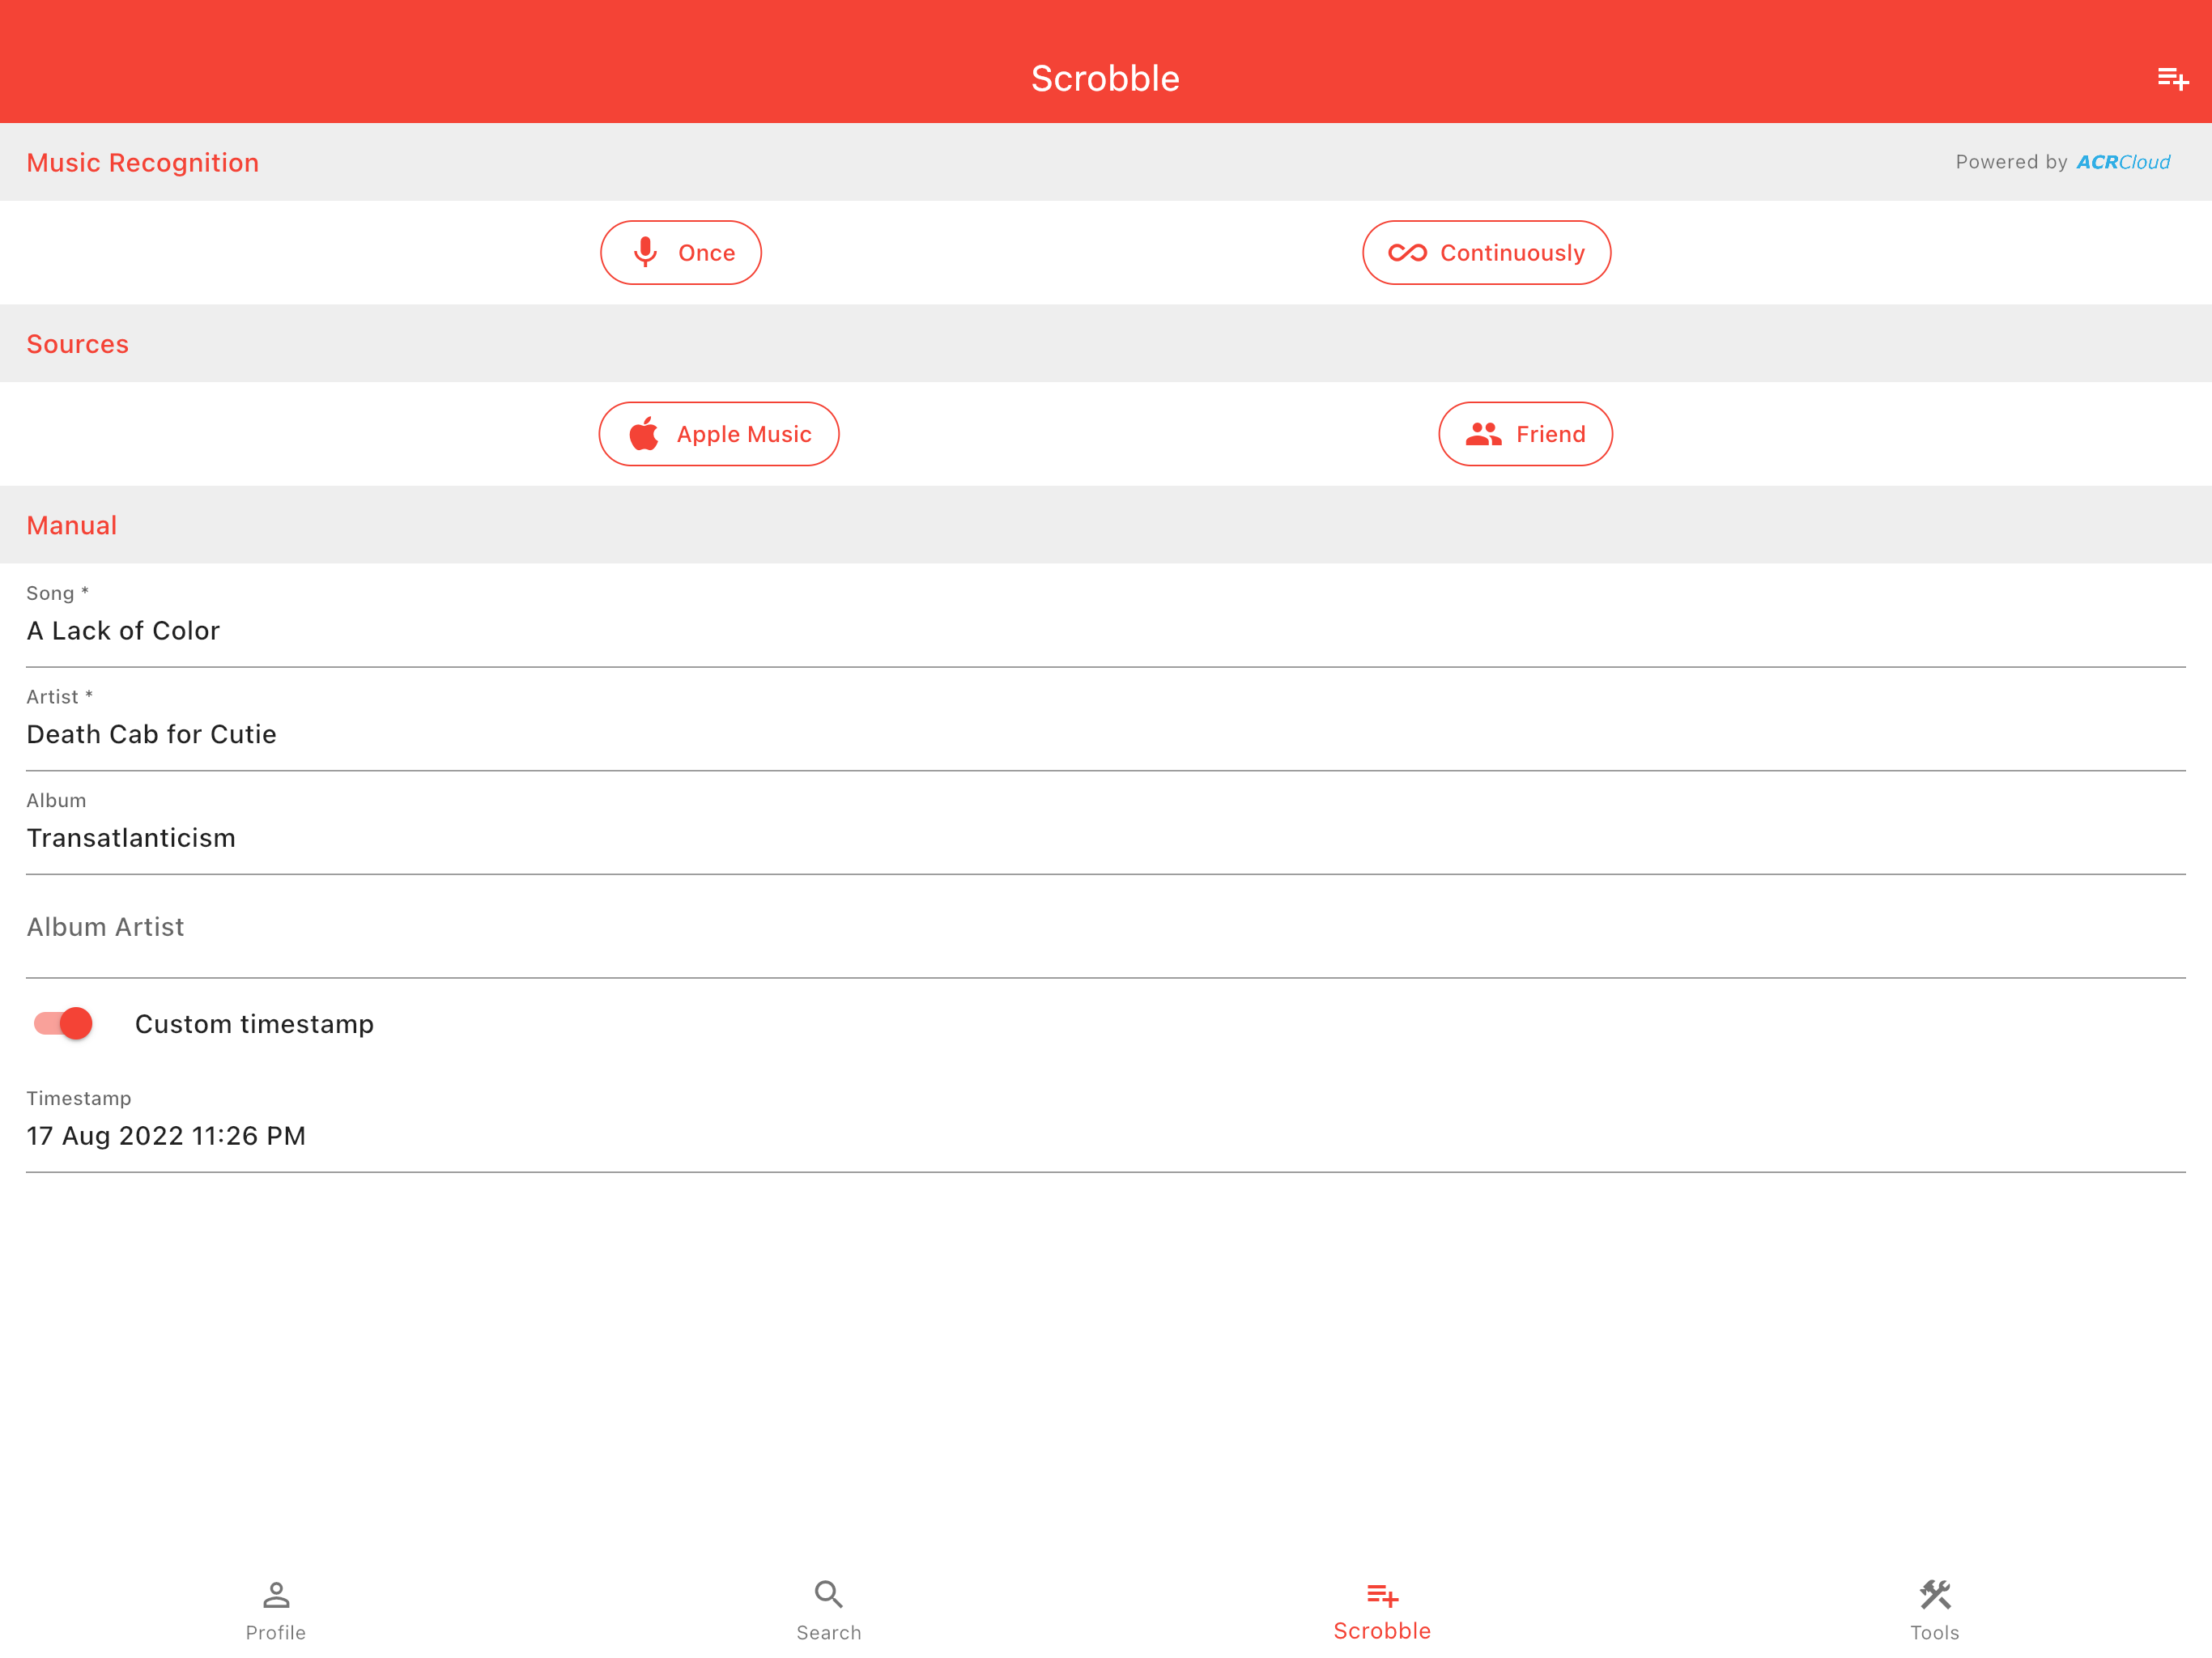 Scrobble
Music Recognition
Powered by ACRCloud
Once
Continuously
Sources
Apple Music
Friend
Manual
Song *
A Lack of Color
Artist *
Death Cab for Cutie
Album
Transatlanticism
Album Artist
Custom timestamp
Timestamp
17 Aug 2022 11:26 PM
Profile
Search
Scrobble
Tools